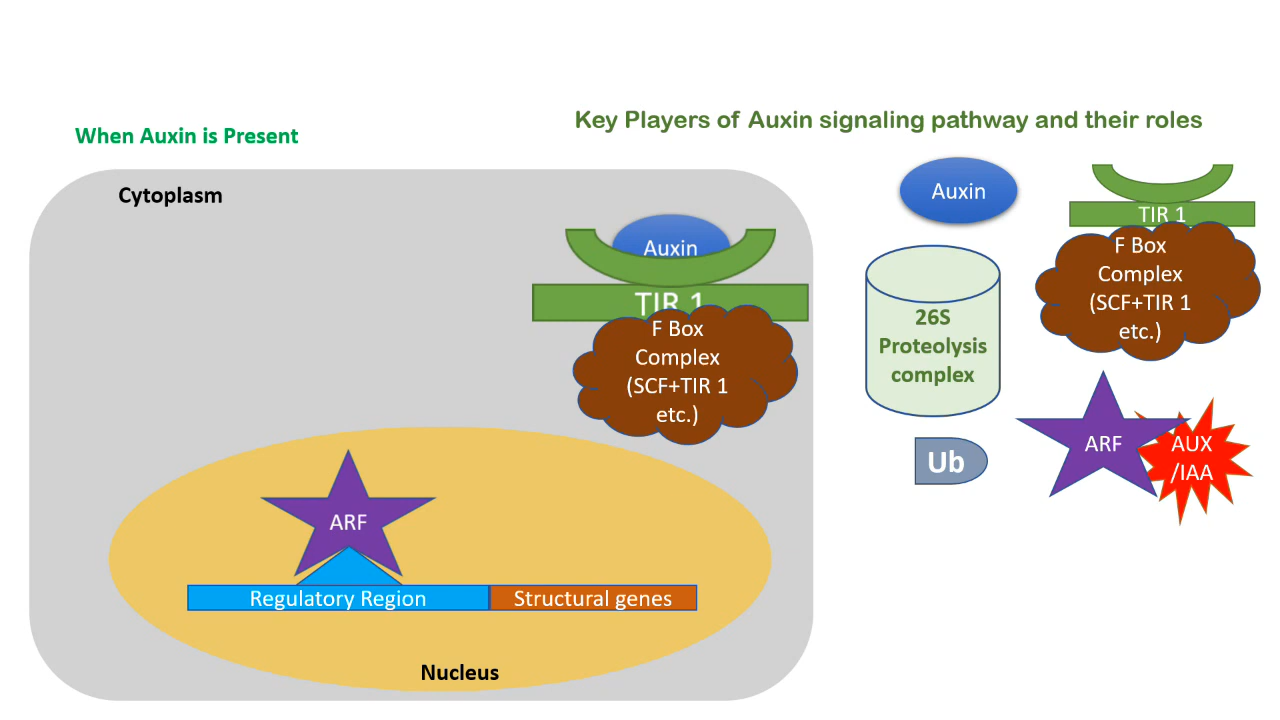 Key Players of Auxin signaling pathway and their roles
When Auxin is Present
Cytoplasm
Auxin
TIR 1
F Box
Complex
(SCF+TIR 1
etc.)
ARF
Regulatory Region
Structural genes
Nucleus
Auxin
TIR 1
F Box
Complex
(SCF+TIR 1
etc.)
26S
Proteolysis
complex
Ub
ARF
AUX
/IAA